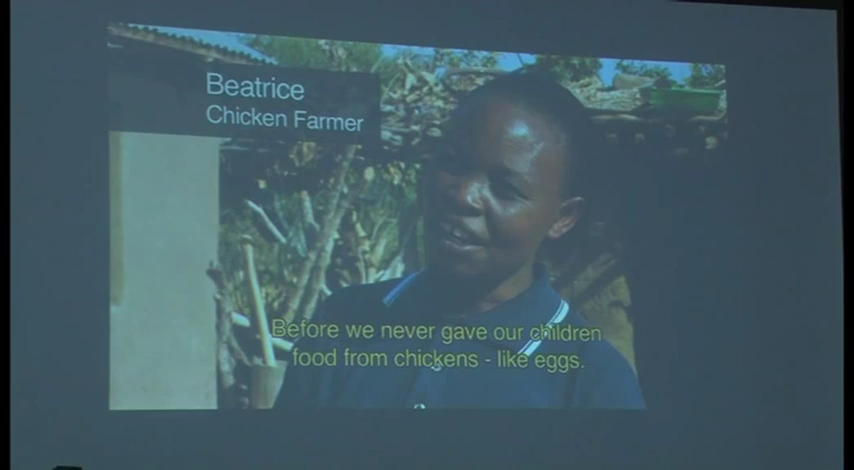 Beatrice
Chicken Farmer
Before we never gave our children
food from chickens - like eggs.